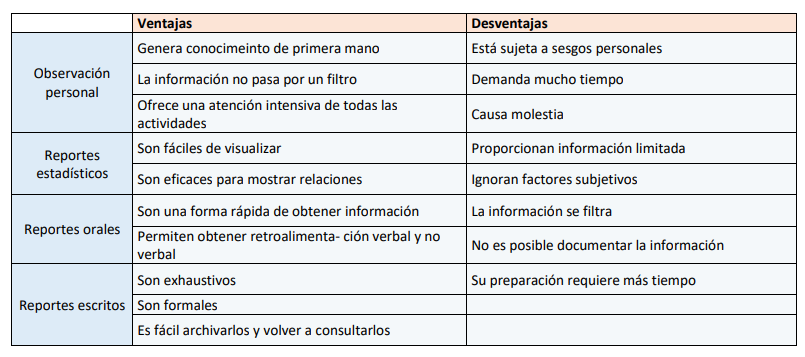 Ventajas
Desventajas
Observación
personal
Genera conocimeinto de primera mano
Está sujeta a sesgos personales
La información no pasa por un filtro
Demanda mucho tiempo
Ofrece una atención intensiva de todas las
actividades
Causa molestia
Reportes
estadísticos
Son fáciles de visualizar
Proporcionan información limitada
Son eficaces para mostrar relaciones
Ignoran factores subjetivos
Reportes orales
Son una forma rápida de obtener información
La información se filtra
Permiten obtener retroalimenta- ción verbal y no
verbal
No es posible documentar la información
Reportes escritos
Son exhaustivos
Su preparación requiere más tiempo
Son formales
Es fácil archivarlos y volver a consultarlos